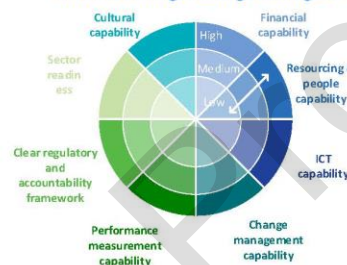 Cultural
capability
Financial
capability
High
Medium
Low
Sector
readin
ess
Resourcing
people
capability
Clear regulatory
and
accountability
framework
ICT
capability
Performance
measurement
capability
Change
management
capability